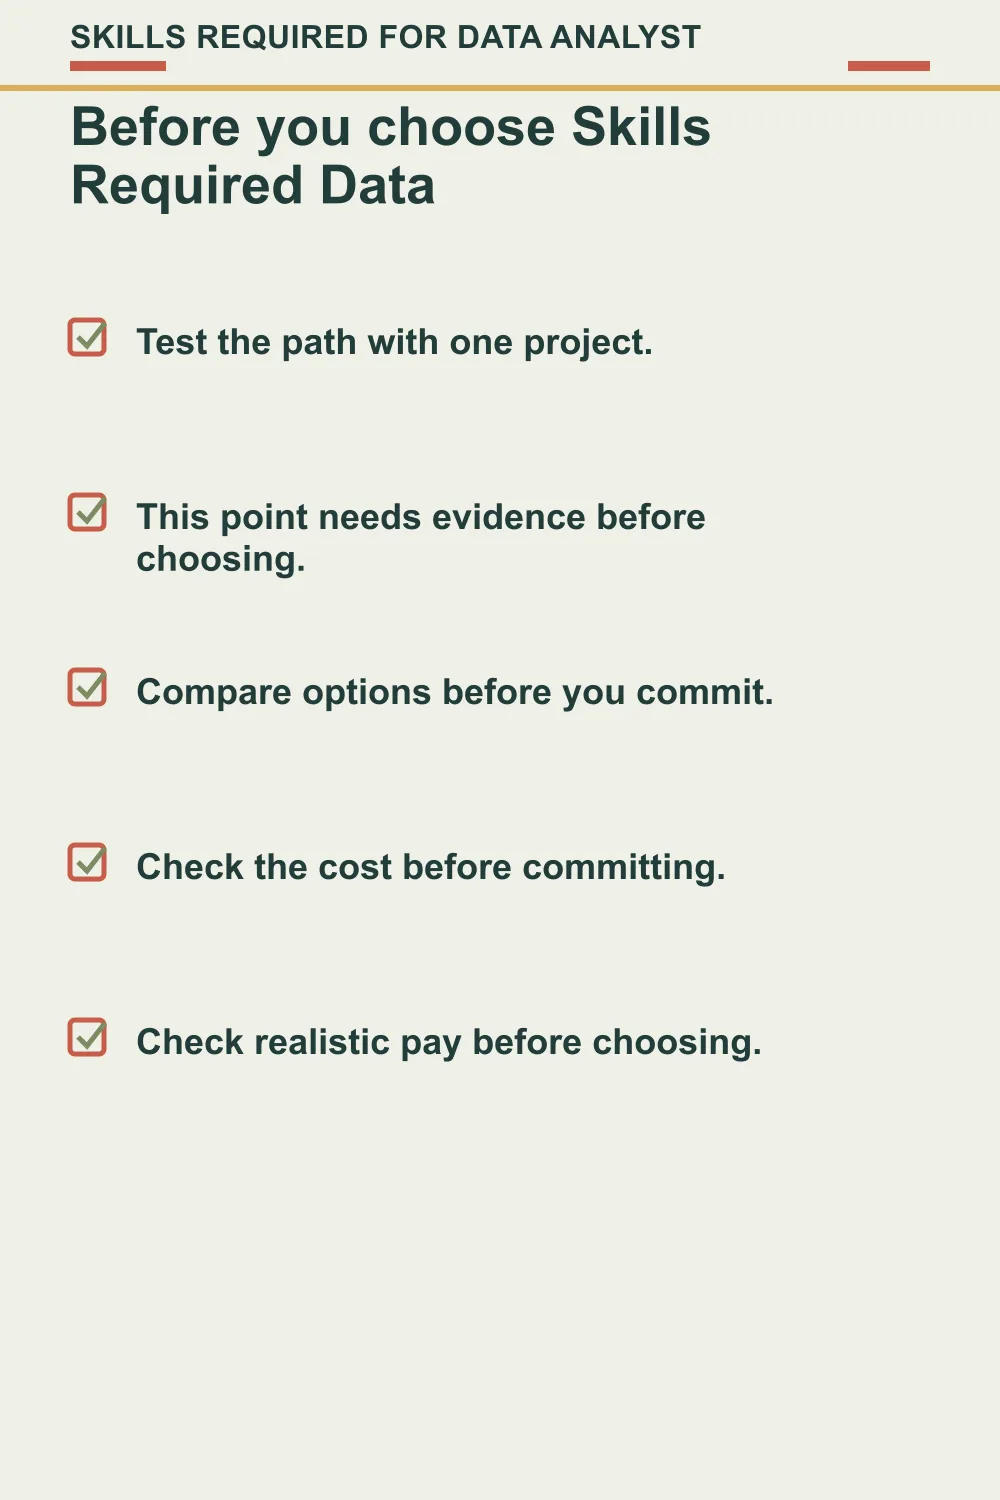 SKILLS REQUIRED FOR DATA ANALYST
Before you choose Skills
Required Data
Test the path with one project.
This point needs evidence before
choosing.
Compare options before you commit.
Check the cost before committing.
Check realistic pay before choosing.